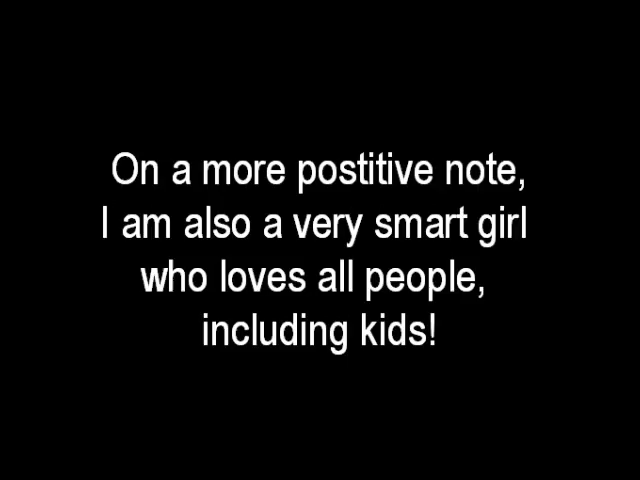 On a more postitive note,
I am also a very smart girl
who loves all people,
including kids!